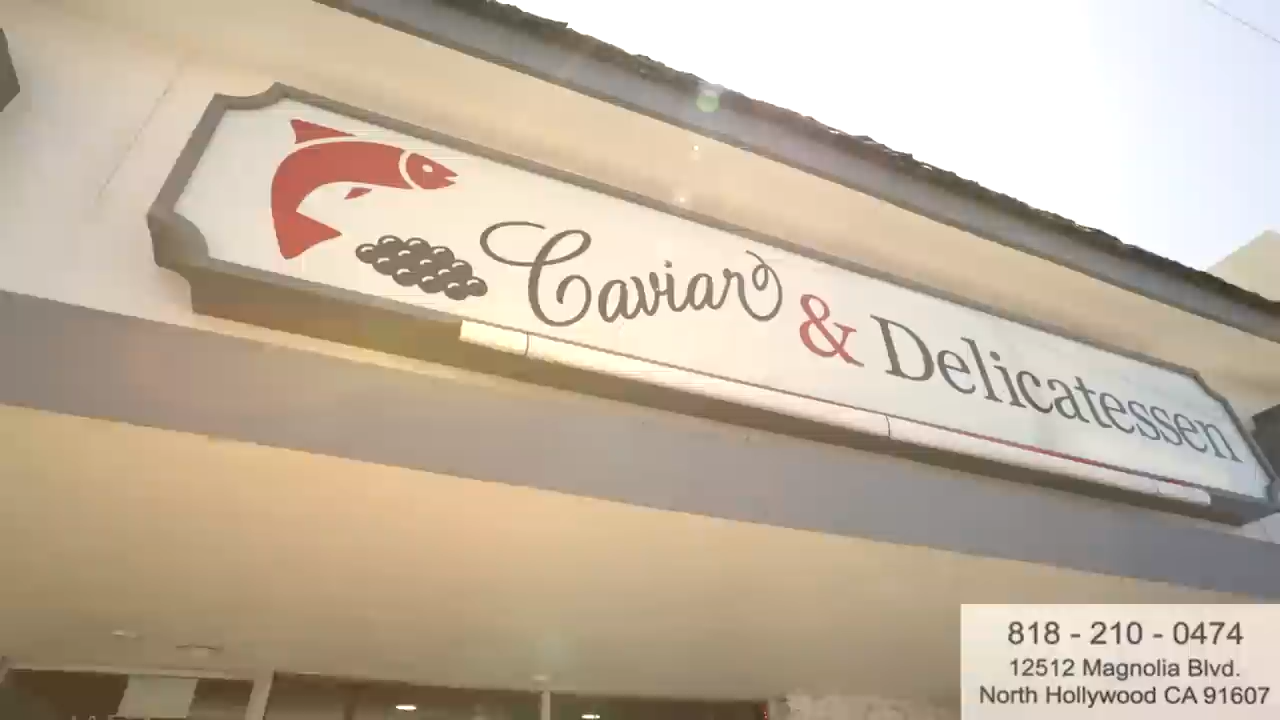 Caviar & Delicatessen
818 - 210 - 0474
12512 Magnolia Blvd.
North Hollywood CA 91607